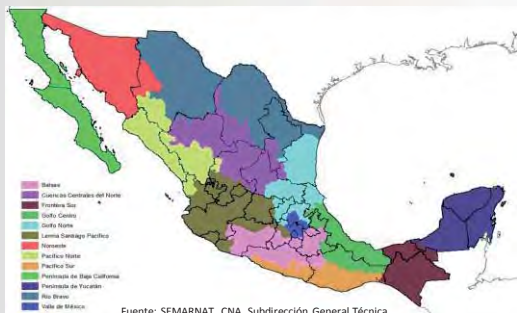 Balsas
Cuencas Centrales del Norte
Frontera Sur
Golfo Centro
Golfo Norte
Lerma Santiago Pacífico
Noroeste
Pacífico Norte
Pacífico Sur
Península de Baja California
Península de Yucatán
Río Bravo
Valle de México
Fuente: SEMARNAT, CNA, Subdirección General Técnica